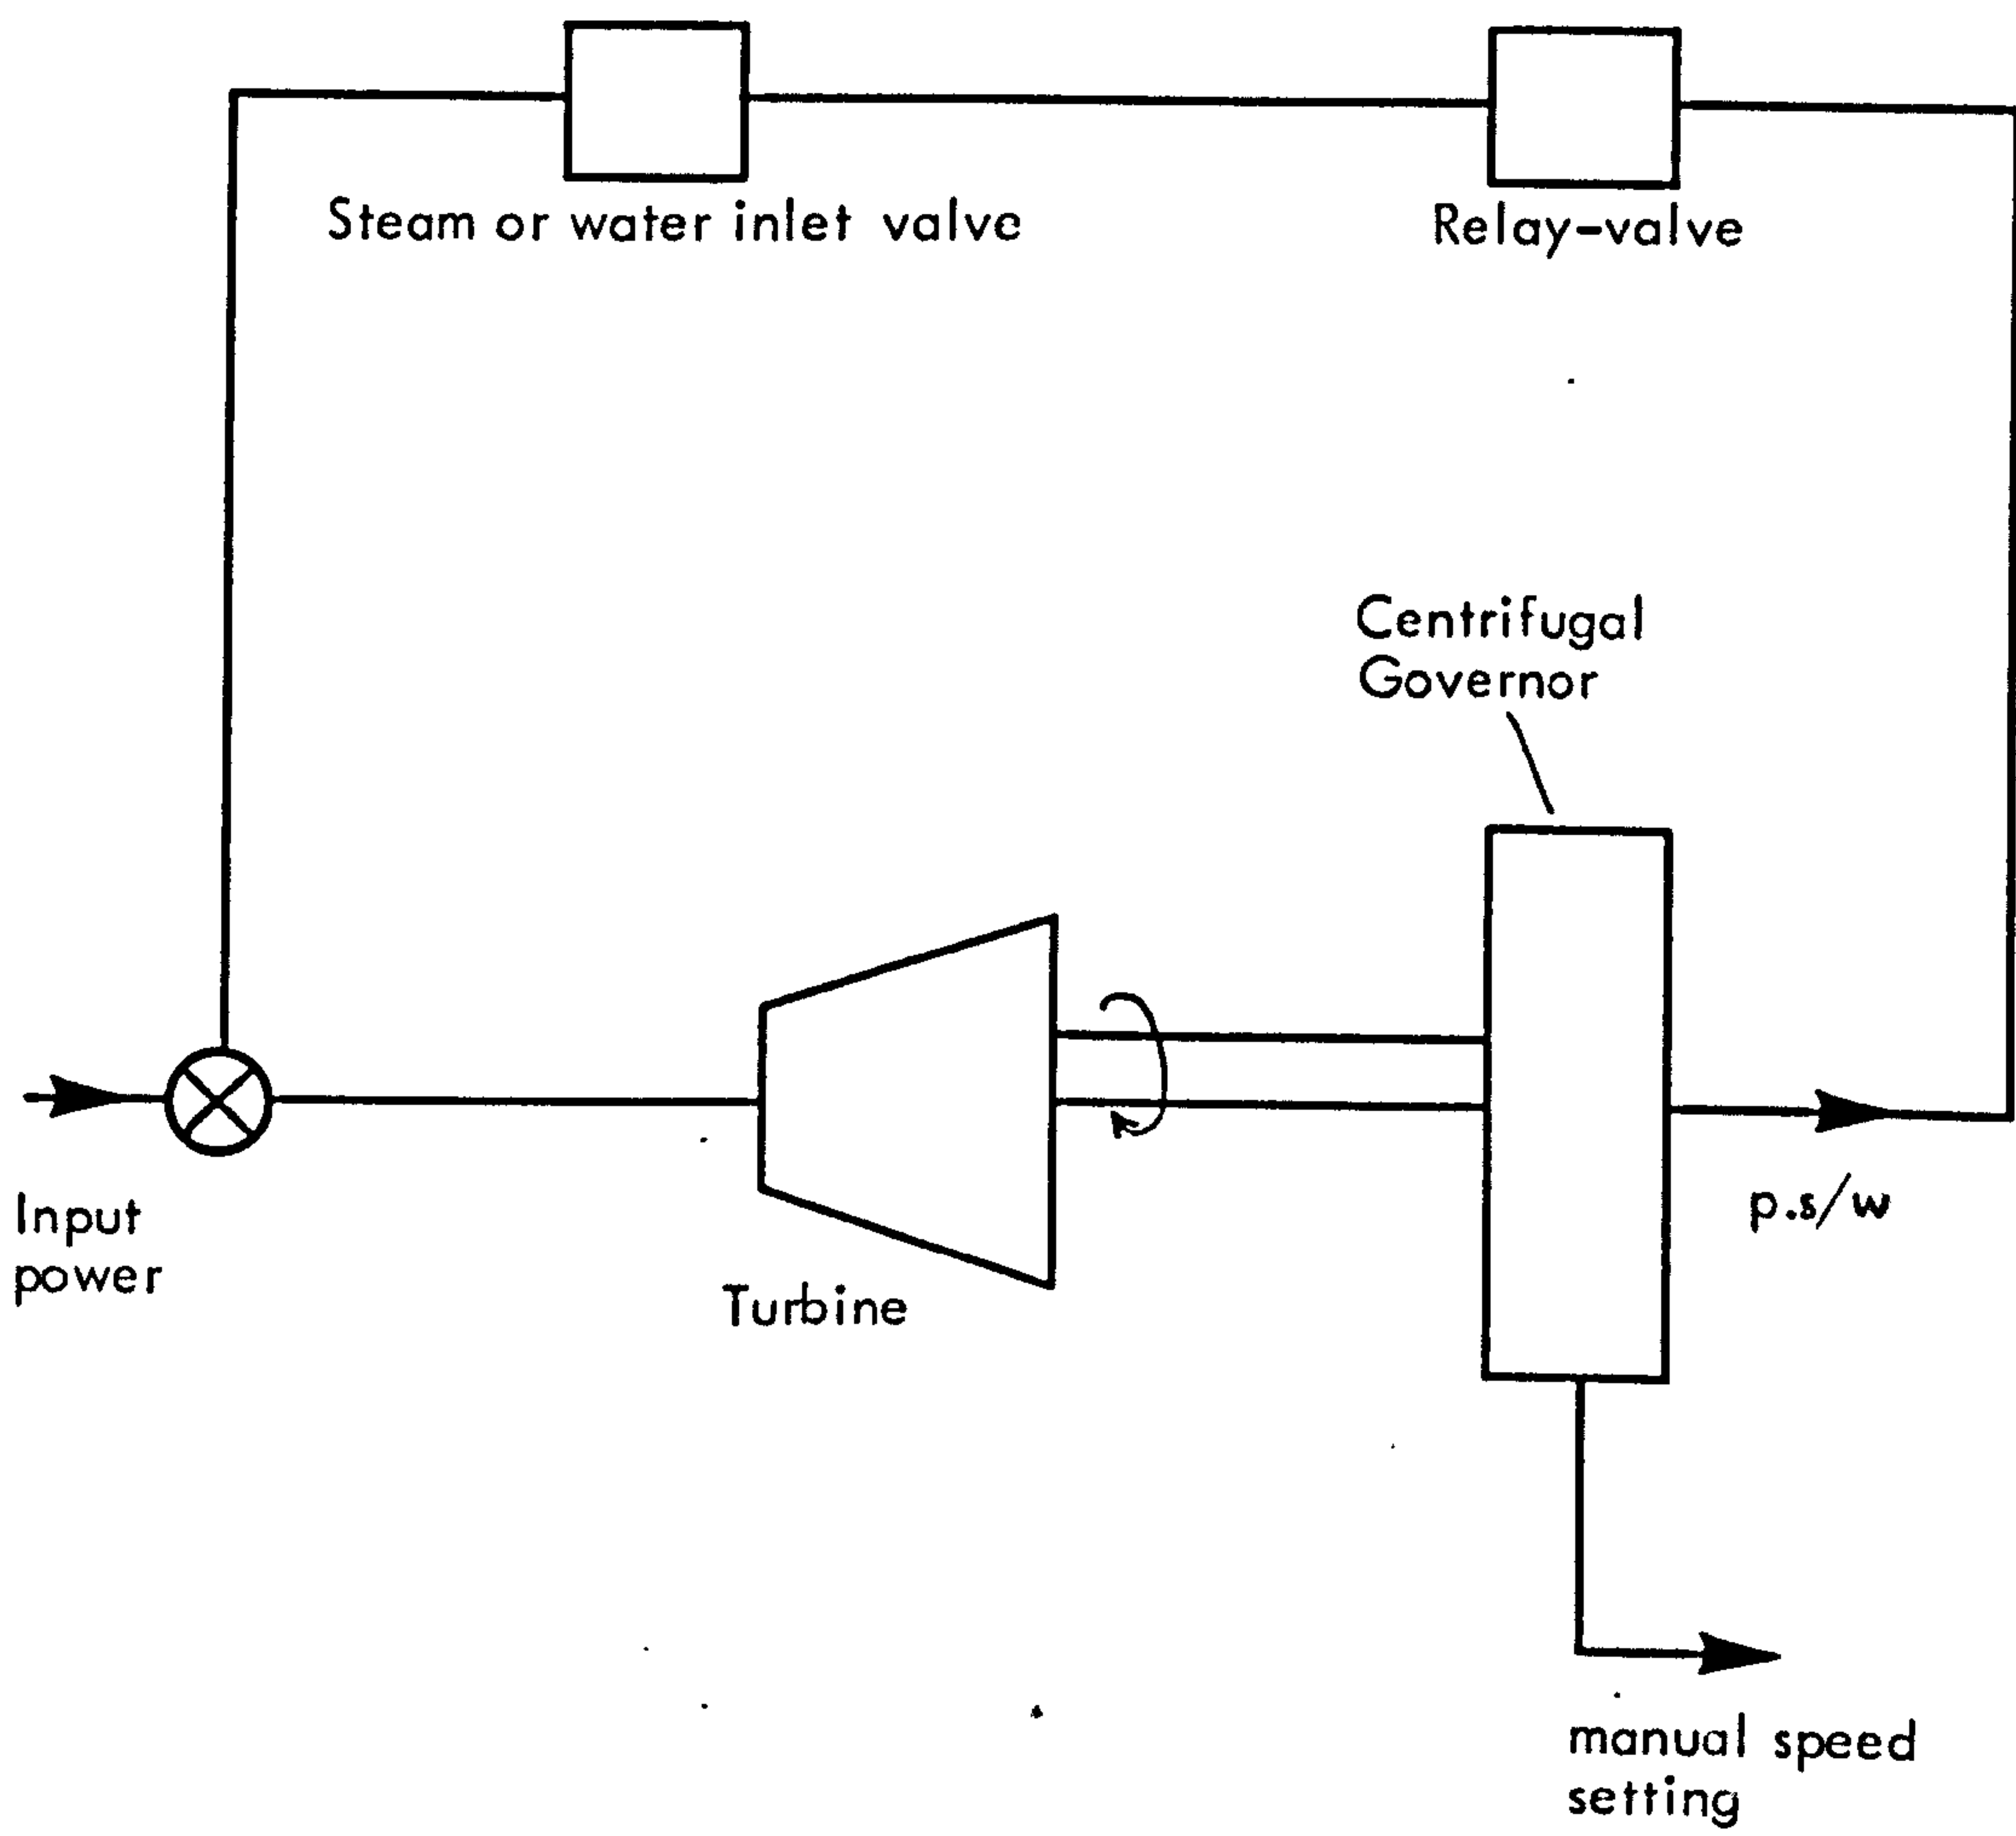 Steam or water inlet valve
Relay-valve
Centrifugal
Governor
Input
power
Turbine
p.s/w
manual speed
setting